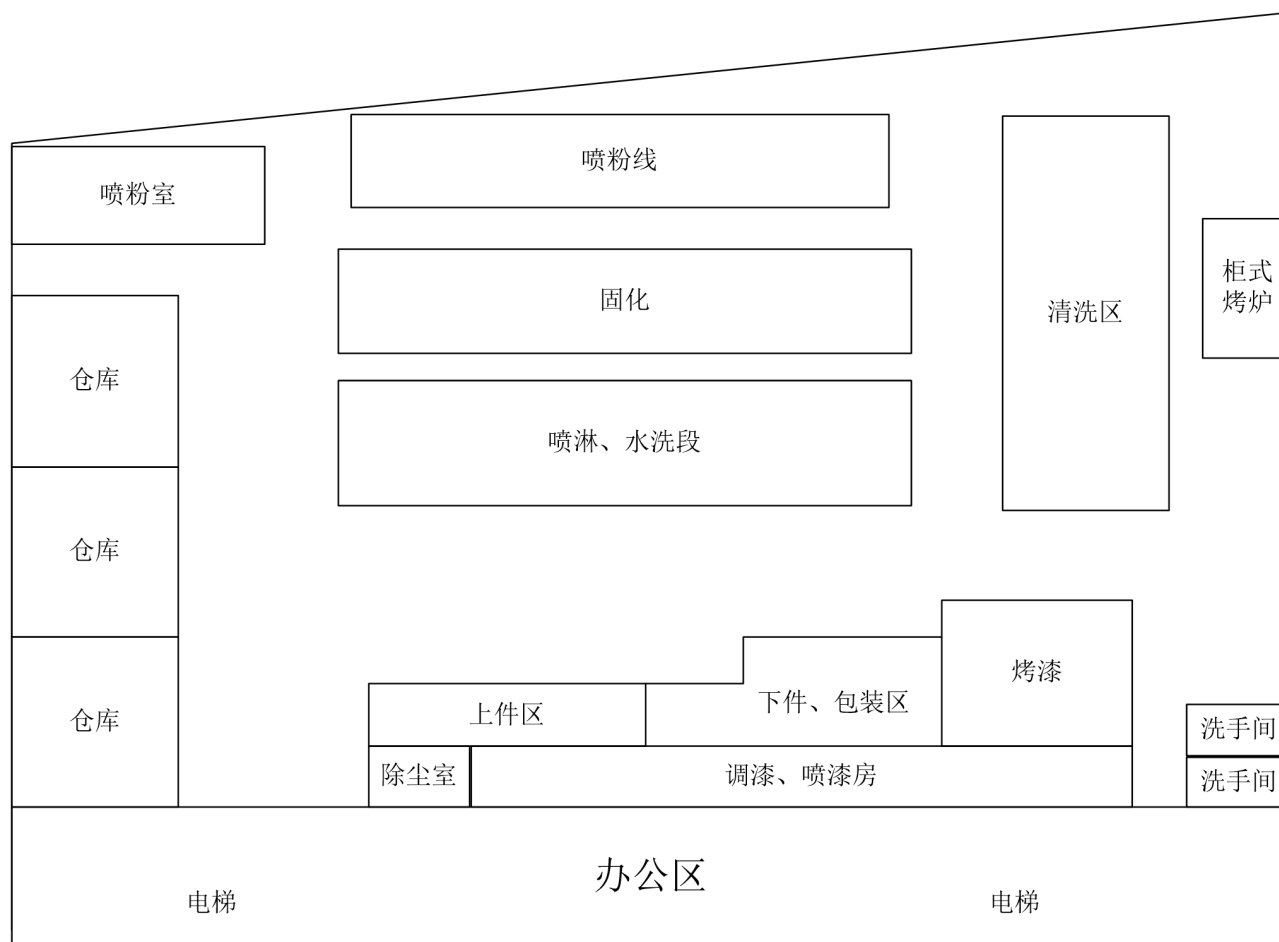 喷粉线
喷粉室
固化
清洗区
柜式
烤炉
仓库
喷淋、水洗段
仓库
烤漆
仓库
上件区
下件、包装区
洗手间
除尘室
调漆、喷漆房
洗手间
办公区
电梯
电梯